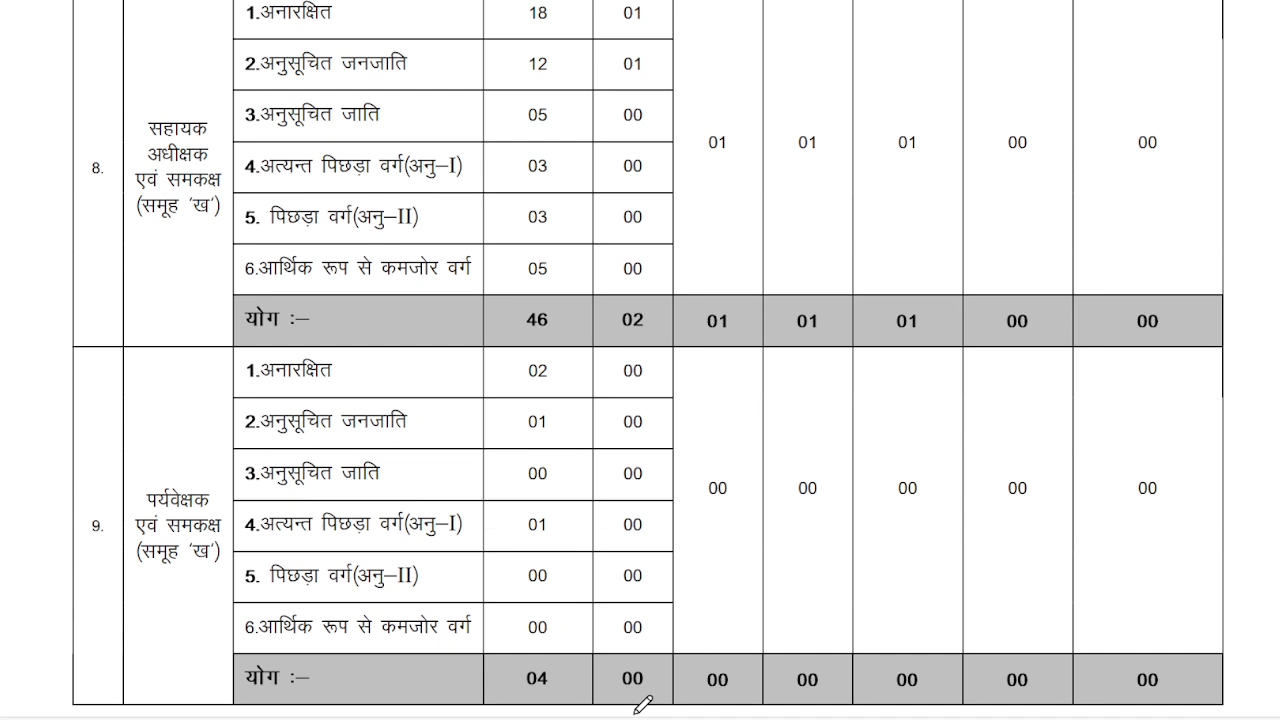 1.अनारक्षित 18 01
2.अनुसूचित जनजाति 12 01
3.अनुसूचित जाति 05 00
8. सहायक अधीक्षक एवं समकक्ष (समूह 'ख') 01 01 01 00 00
4.अत्यन्त पिछड़ा वर्ग(अनु–I) 03 00
5. पिछड़ा वर्ग(अनु–II) 03 00
6.आर्थिक रूप से कमजोर वर्ग 05 00
योग :– 46 02 01 01 01 00 00
1.अनारक्षित 02 00
2.अनुसूचित जनजाति 01 00
3.अनुसूचित जाति 00 00
9. पर्यवेक्षक एवं समकक्ष (समूह 'ख') 00 00 00 00 00
4.अत्यन्त पिछड़ा वर्ग(अनु–I) 01 00
5. पिछड़ा वर्ग(अनु–II) 00 00
6.आर्थिक रूप से कमजोर वर्ग 00 00
योग :– 04 00 00 00 00 00 00